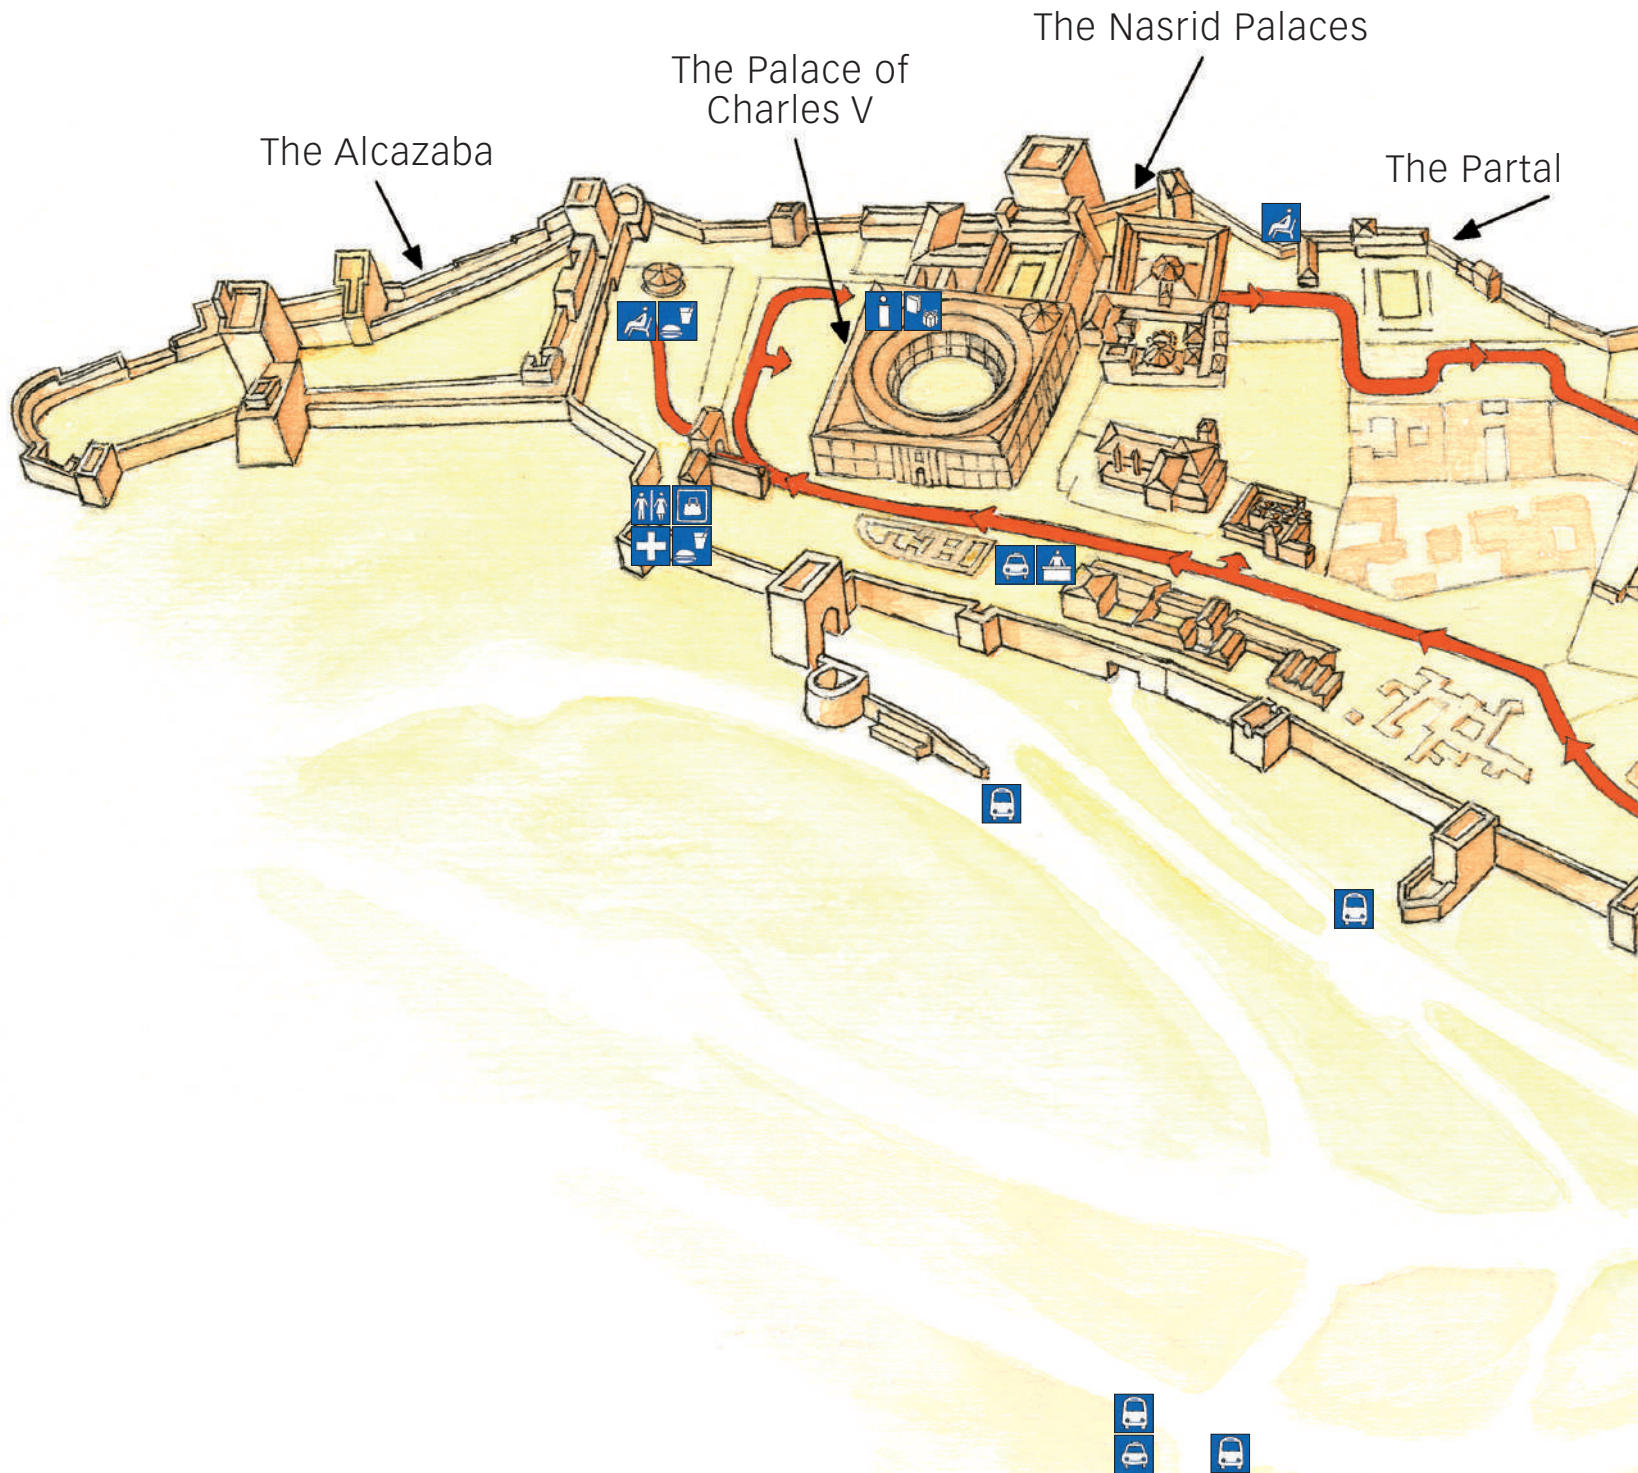 The Nasrid Palaces
The Palace of
Charles V
The Alcazaba
The Partal